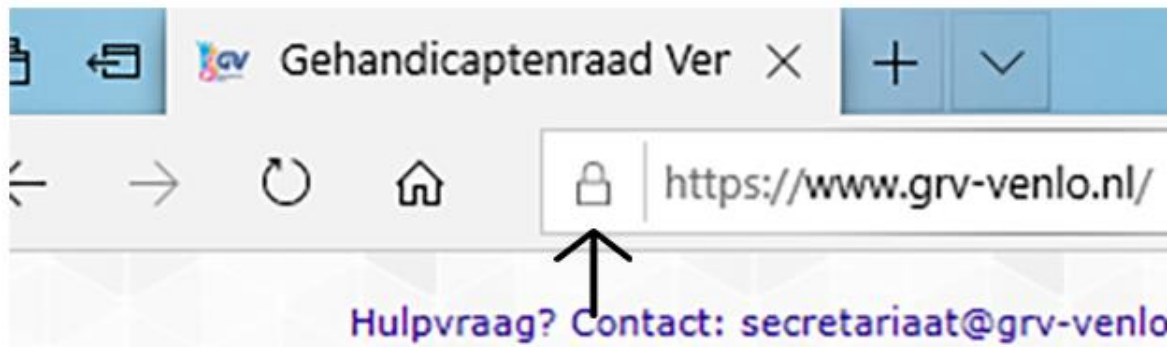 GV Gehandicaptenraad Ver
https://www.grv-venlo.nl/
Hulpvraag? Contact: secretariaat@grv-venlo